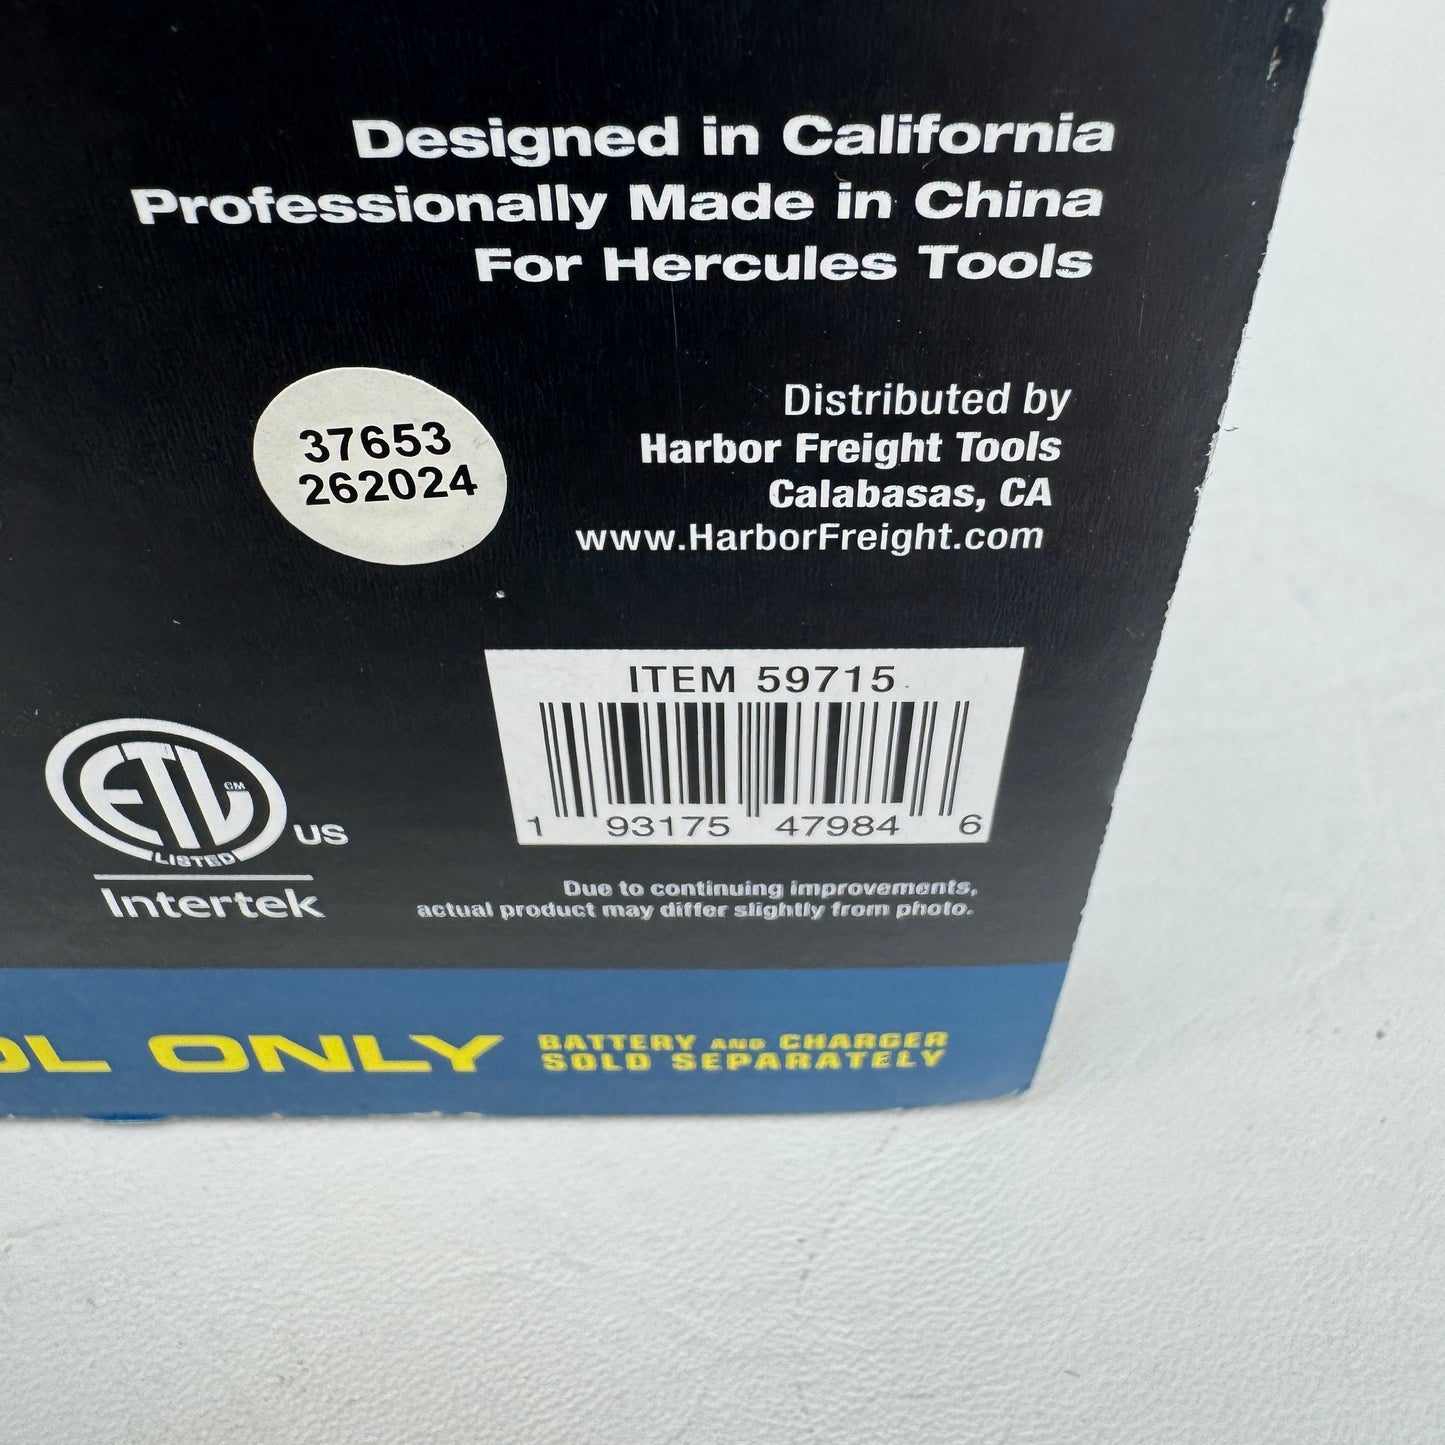 Designed in California
Professionally Made in China
For Hercules Tools
37653
262024
Distributed by
Harbor Freight Tools
Calabasas, CA
www.HarborFreight.com
ITEM 59715
1 93175 47984 6
ETL CM
LISTED
US
Intertek
Due to continuing improvements,
actual product may differ slightly from photo.
OL ONLY
BATTERY AND CHARGER
SOLD SEPARATELY